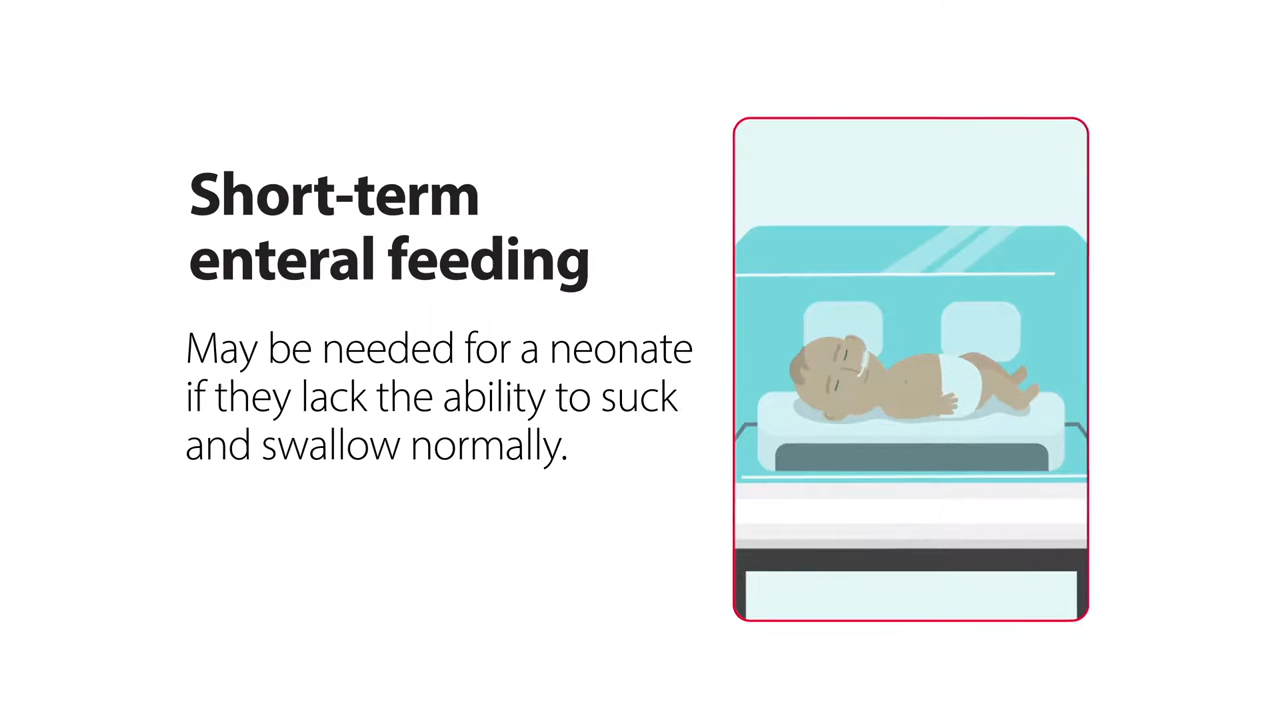 Short-term
enteral feeding
May be needed for a neonate
if they lack the ability to suck
and swallow normally.